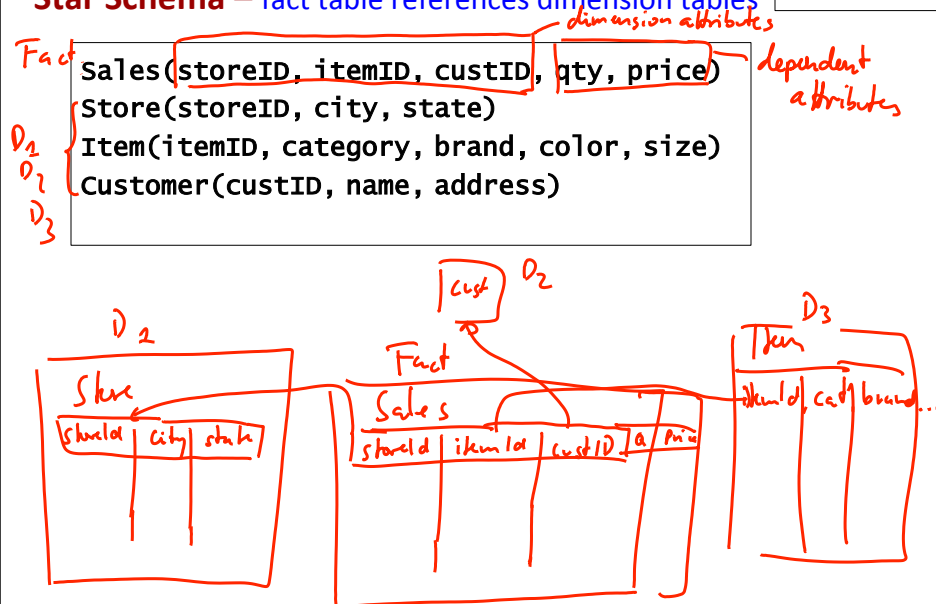 Star Schema – fact table references dimension tables
dimension attributes
Fact
Sales(storeID, itemID, custID, qty, price)
dependent attributes
Store(storeID, city, state)
D1
Item(itemID, category, brand, color, size)
D2
Customer(custID, name, address)
D3
cust D2
D1
D3
Fact
Item
Store
Sales
itemId, cat, brand...
storeId city state
storeId itemId custID Q Price